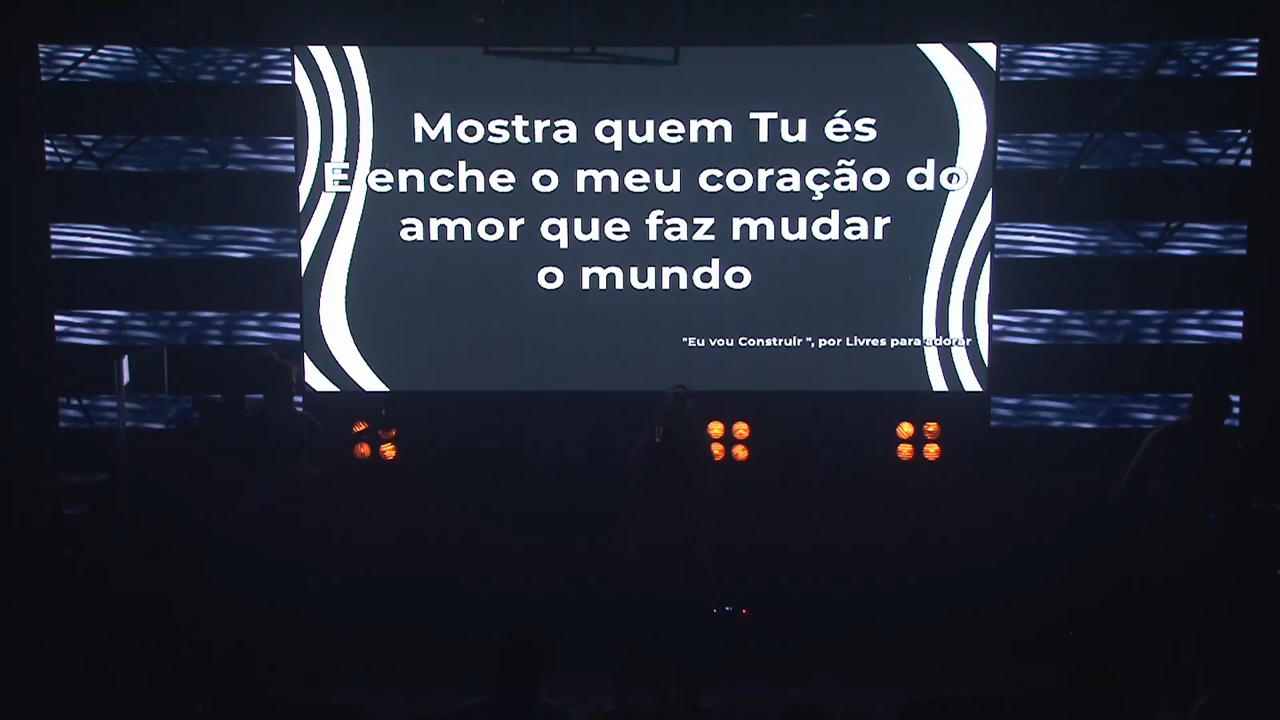 Mostra quem Tu és
E enche o meu coração do
amor que faz mudar
o mundo
"Eu vou Construir ", por Livres para adorar